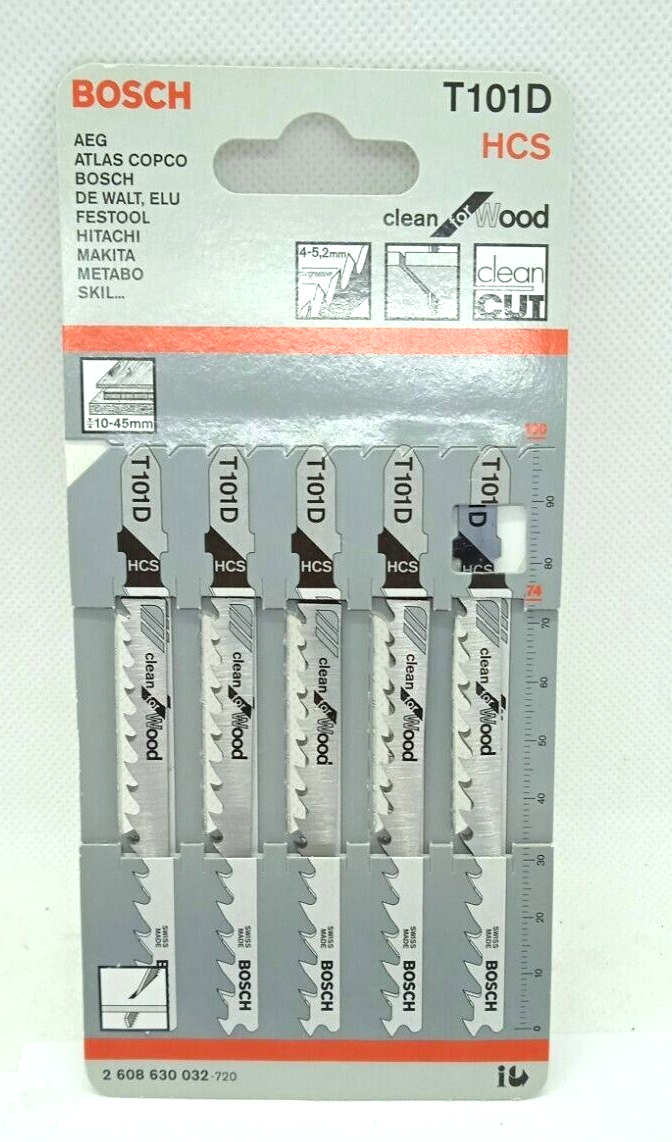 BOSCH
T101D
HCS
AEG
ATLAS COPCO
BOSCH
DE WALT, ELU
FESTOOL
HITACHI
MAKITA
METABO
SKIL...
clean for Wood
4-5,2mm
progressive
clean
CUT
10-45mm
T101D
HCS
clean for Wood
SWISS
MADE
B
T101D
HCS
clean for Wood
SWISS
MADE
BOSCH
T101D
HCS
clean for Wood
SWISS
MADE
BOSCH
T101D
HCS
clean for Wood
SWISS
MADE
BOSCH
T101D
HCS
clean for Wood
SWISS
MADE
BOSCH
100
90
80
74
70
60
50
40
30
20
10
0
2 608 630 032-720